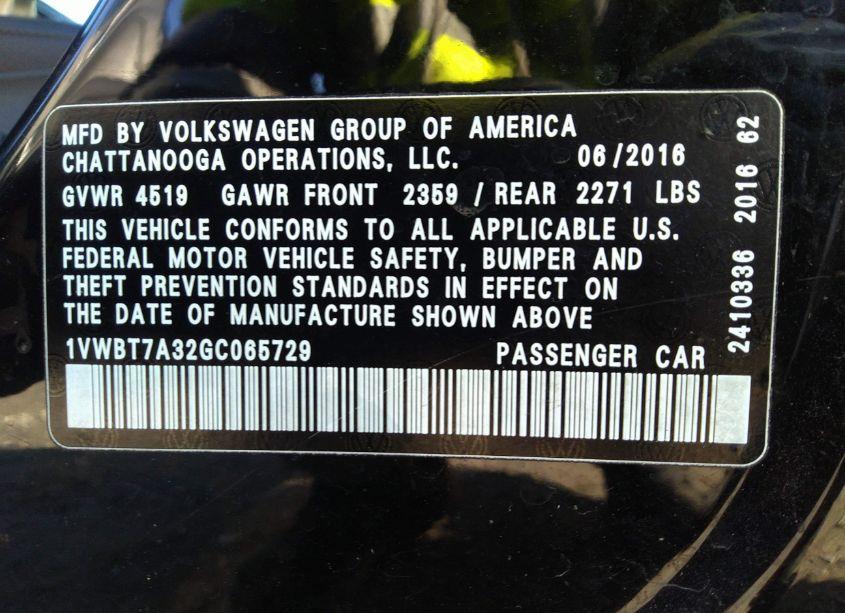 MFD BY VOLKSWAGEN GROUP OF AMERICA
CHATTANOOGA OPERATIONS, LLC. 06/2016
GVWR 4519 GAWR FRONT 2359 / REAR 2271 LBS
THIS VEHICLE CONFORMS TO ALL APPLICABLE U.S.
FEDERAL MOTOR VEHICLE SAFETY, BUMPER AND
THEFT PREVENTION STANDARDS IN EFFECT ON
THE DATE OF MANUFACTURE SHOWN ABOVE
1VWBT7A32GC065729 PASSENGER CAR
2410336 2016 62